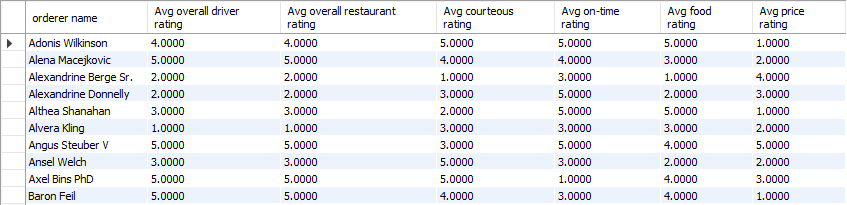 orderer name Avg overall driver rating Avg overall restaurant rating Avg courteous rating Avg on-time rating Avg food rating Avg price rating
Adonis Wilkinson 4.0000 4.0000 5.0000 5.0000 5.0000 1.0000
Alena Macejkovic 5.0000 5.0000 4.0000 4.0000 3.0000 2.0000
Alexandrine Berge Sr. 2.0000 2.0000 1.0000 3.0000 1.0000 4.0000
Alexandrine Donnelly 2.0000 2.0000 3.0000 5.0000 2.0000 3.0000
Althea Shanahan 3.0000 3.0000 2.0000 5.0000 5.0000 1.0000
Alvera Kling 1.0000 1.0000 3.0000 3.0000 3.0000 2.0000
Angus Steuber V 5.0000 5.0000 3.0000 5.0000 4.0000 5.0000
Ansel Welch 3.0000 3.0000 5.0000 3.0000 2.0000 2.0000
Axel Bins PhD 5.0000 5.0000 5.0000 1.0000 4.0000 3.0000
Baron Feil 5.0000 5.0000 4.0000 3.0000 4.0000 1.0000